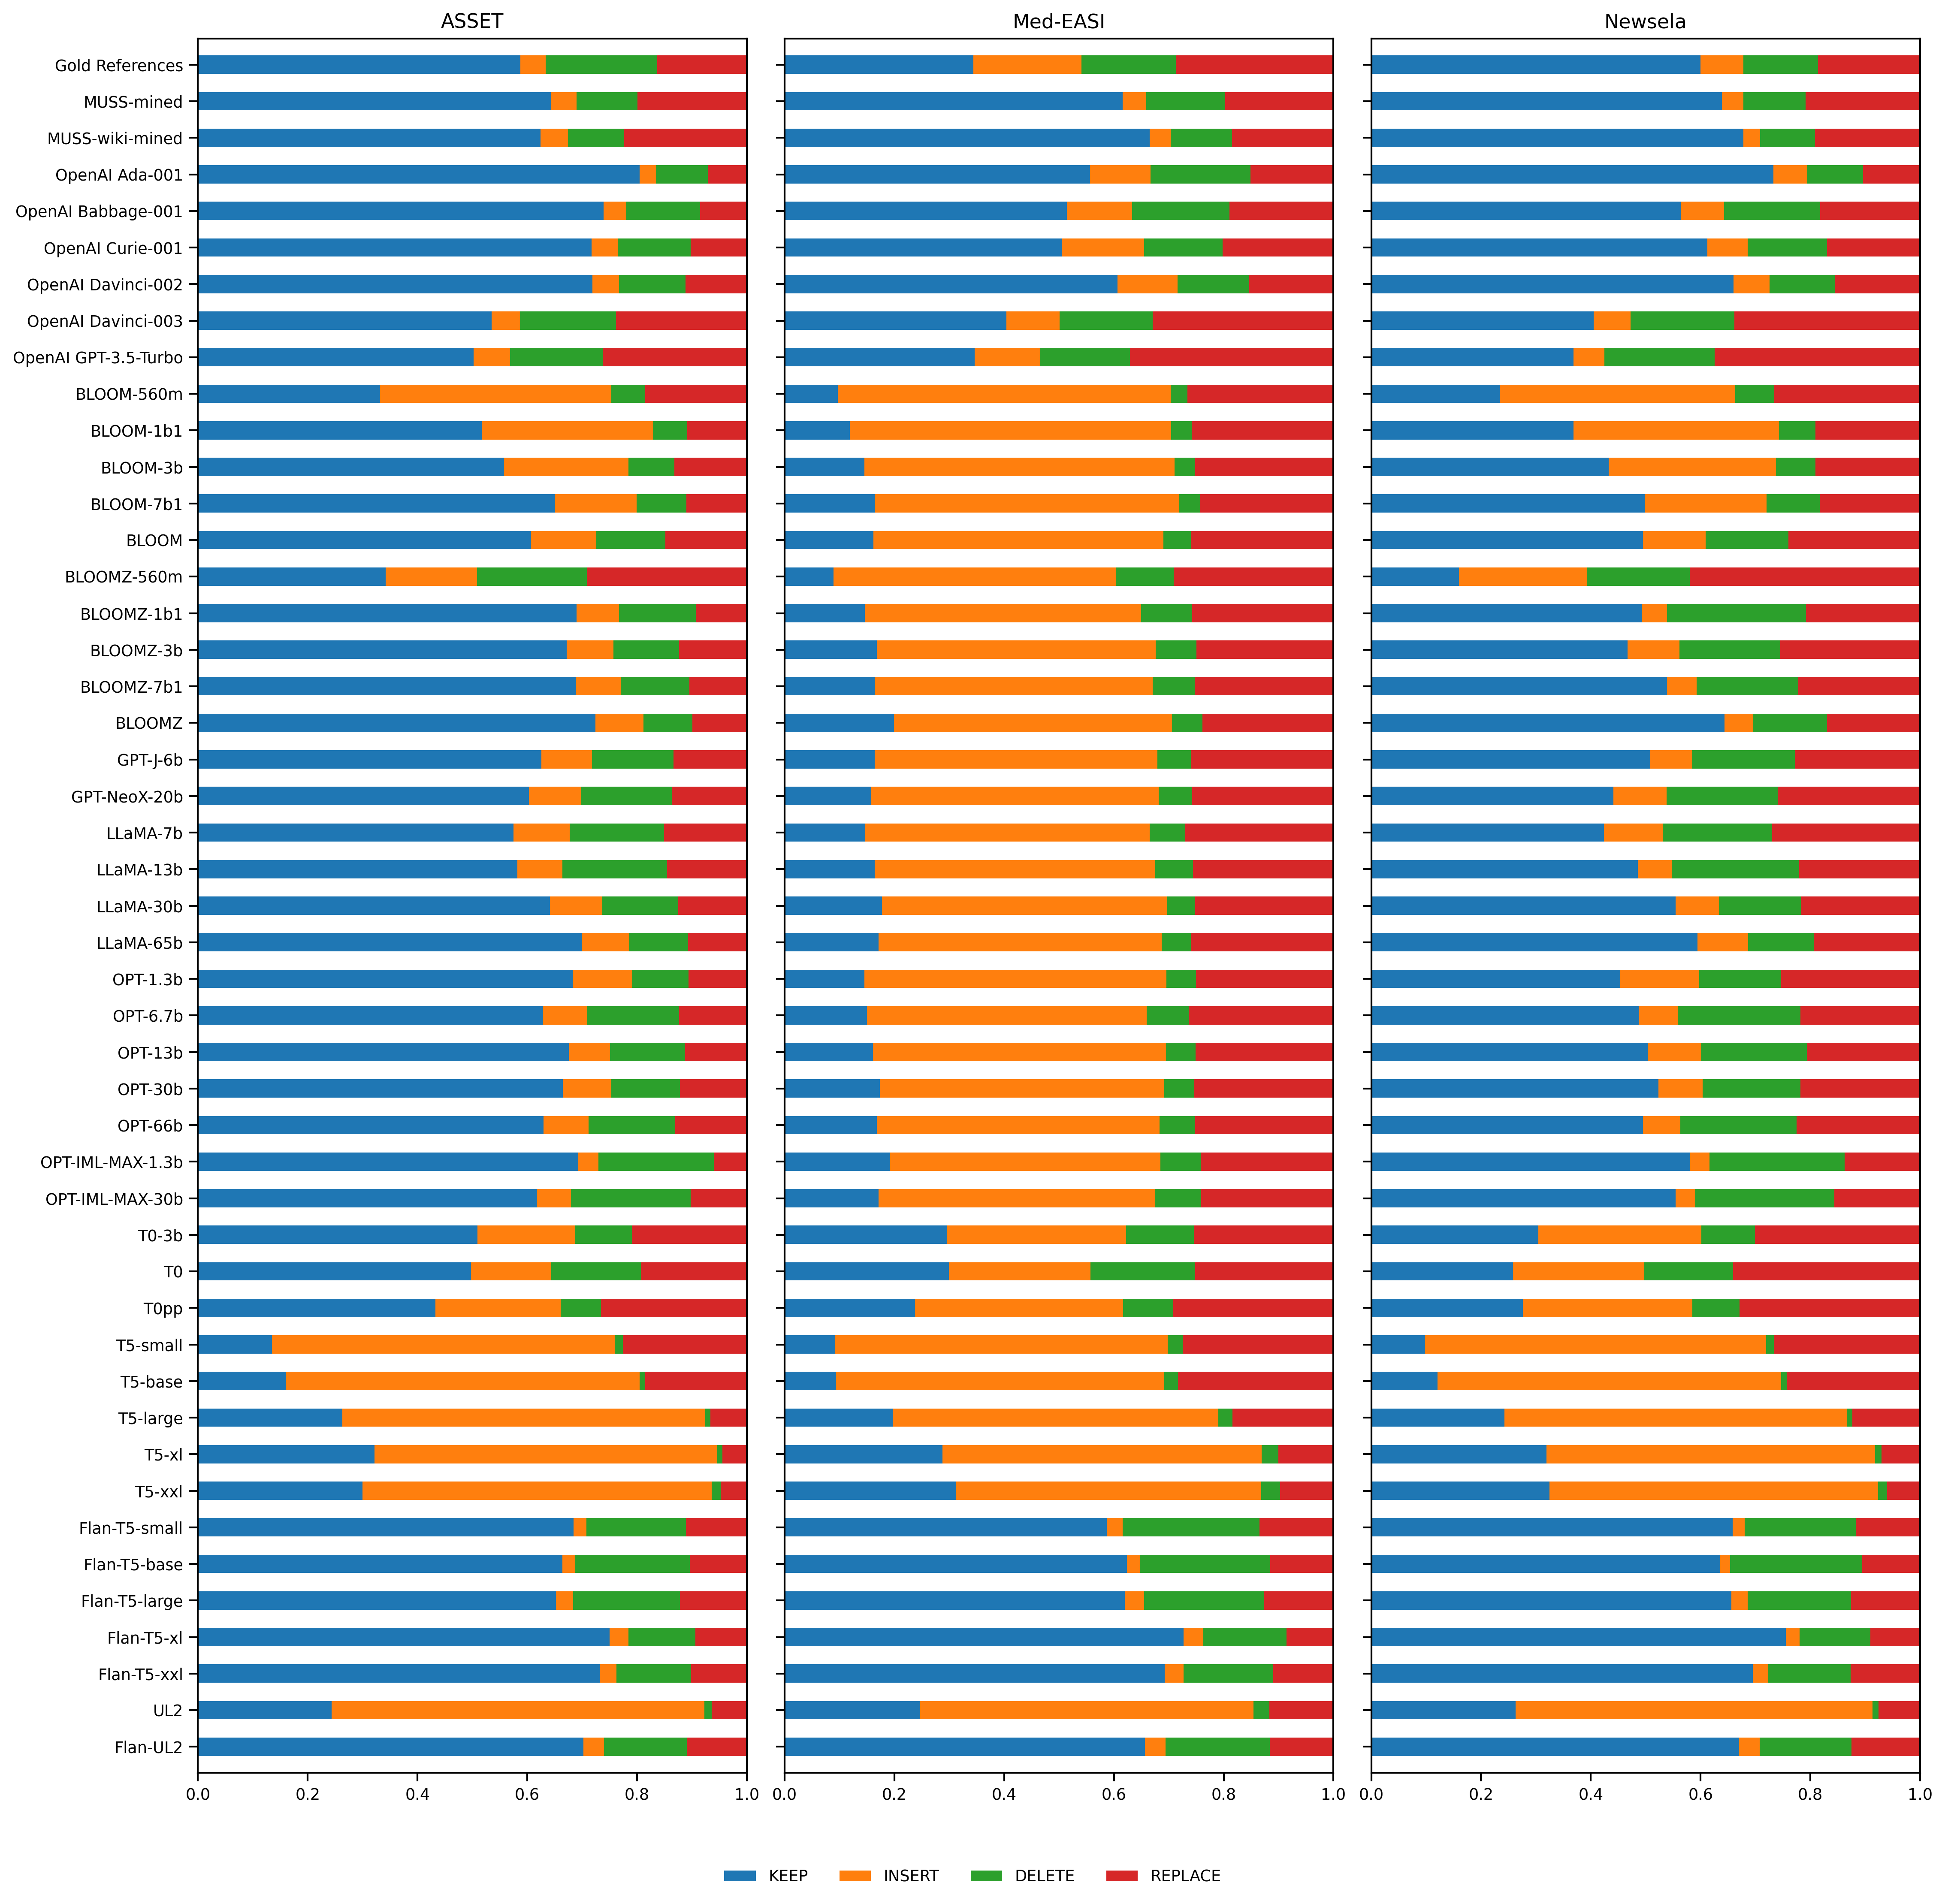 ASSET Med-EASI Newsela
Gold References
MUSS-mined
MUSS-wiki-mined
OpenAI Ada-001
OpenAI Babbage-001
OpenAI Curie-001
OpenAI Davinci-002
OpenAI Davinci-003
OpenAI GPT-3.5-Turbo
BLOOM-560m
BLOOM-1b1
BLOOM-3b
BLOOM-7b1
BLOOM
BLOOMZ-560m
BLOOMZ-1b1
BLOOMZ-3b
BLOOMZ-7b1
BLOOMZ
GPT-J-6b
GPT-NeoX-20b
LLaMA-7b
LLaMA-13b
LLaMA-30b
LLaMA-65b
OPT-1.3b
OPT-6.7b
OPT-13b
OPT-30b
OPT-66b
OPT-IML-MAX-1.3b
OPT-IML-MAX-30b
T0-3b
T0
T0pp
T5-small
T5-base
T5-large
T5-xl
T5-xxl
Flan-T5-small
Flan-T5-base
Flan-T5-large
Flan-T5-xl
Flan-T5-xxl
UL2
Flan-UL2
0.0 0.2 0.4 0.6 0.8 1.0 0.0 0.2 0.4 0.6 0.8 1.0 0.0 0.2 0.4 0.6 0.8 1.0
KEEP INSERT DELETE REPLACE